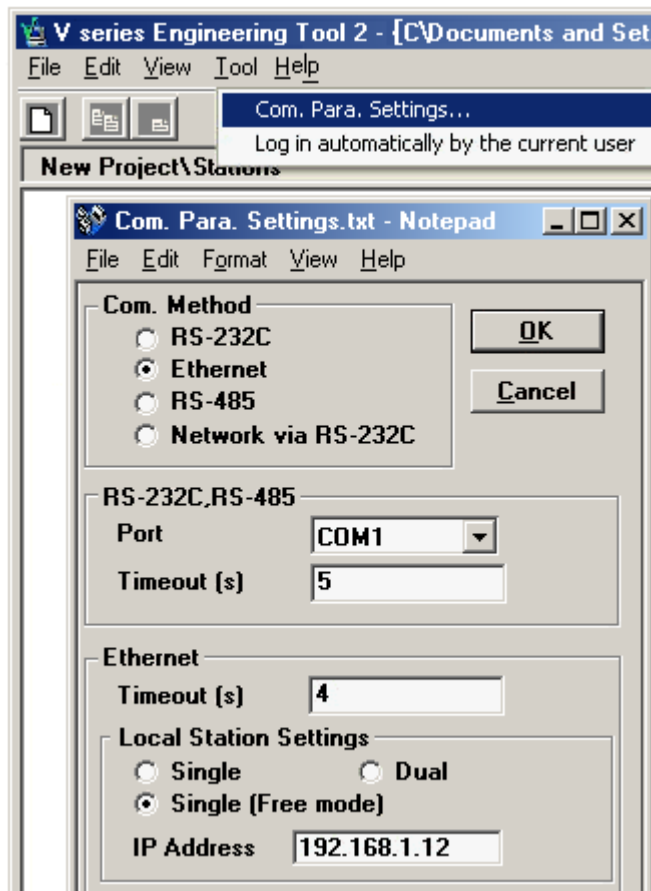 V series Engineering Tool 2 - [C\Documents and Set
File Edit View Tool Help
Com. Para. Settings...
Log in automatically by the current user
New Project\Stations
Com. Para. Settings.txt - Notepad
File Edit Format View Help
Com. Method
RS-232C
OK
Ethernet
Cancel
RS-485
Network via RS-232C
RS-232C,RS-485
Port COM1
Timeout (s) 5
Ethernet
Timeout (s) 4
Local Station Settings
Single Dual
Single (Free mode)
IP Address 192.168.1.12